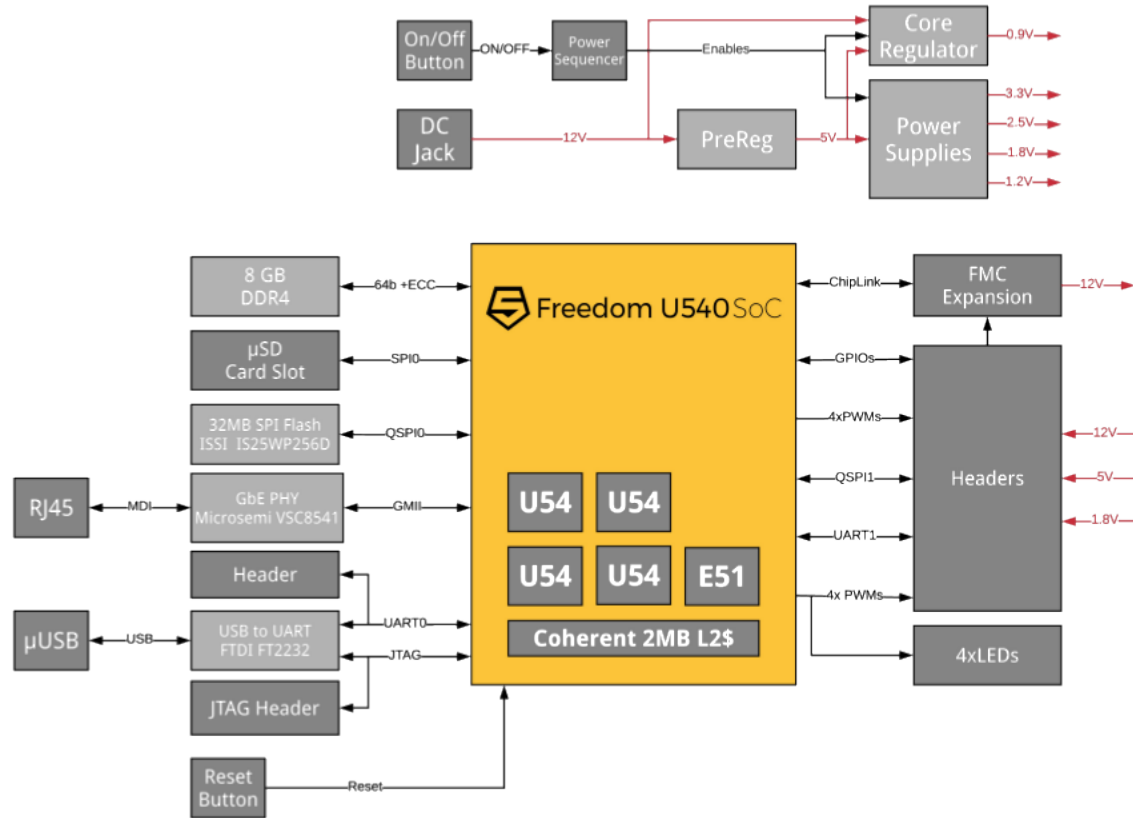 On/Off
Button
ON/OFF
Power
Sequencer
Enables
Core
Regulator
0.9V
DC
Jack
12V
PreReg
5V
Power
Supplies
3.3V
2.5V
1.8V
1.2V
8 GB
DDR4
64b +ECC
µSD
Card Slot
SPI0
32MB SPI Flash
ISSI IS25WP256D
QSPI0
RJ45
MDI
GbE PHY
Microsemi VSC8541
GMII
Header
µUSB
USB
USB to UART
FTDI FT2232
UART0
JTAG
JTAG Header
Reset
Button
Reset
Freedom U540 SoC
U54
U54
U54
U54
E51
Coherent 2MB L2$
ChipLink
FMC
Expansion
12V
GPIOs
4xPWMs
QSPI1
UART1
4x PWMs
Headers
12V
5V
1.8V
4xLEDs